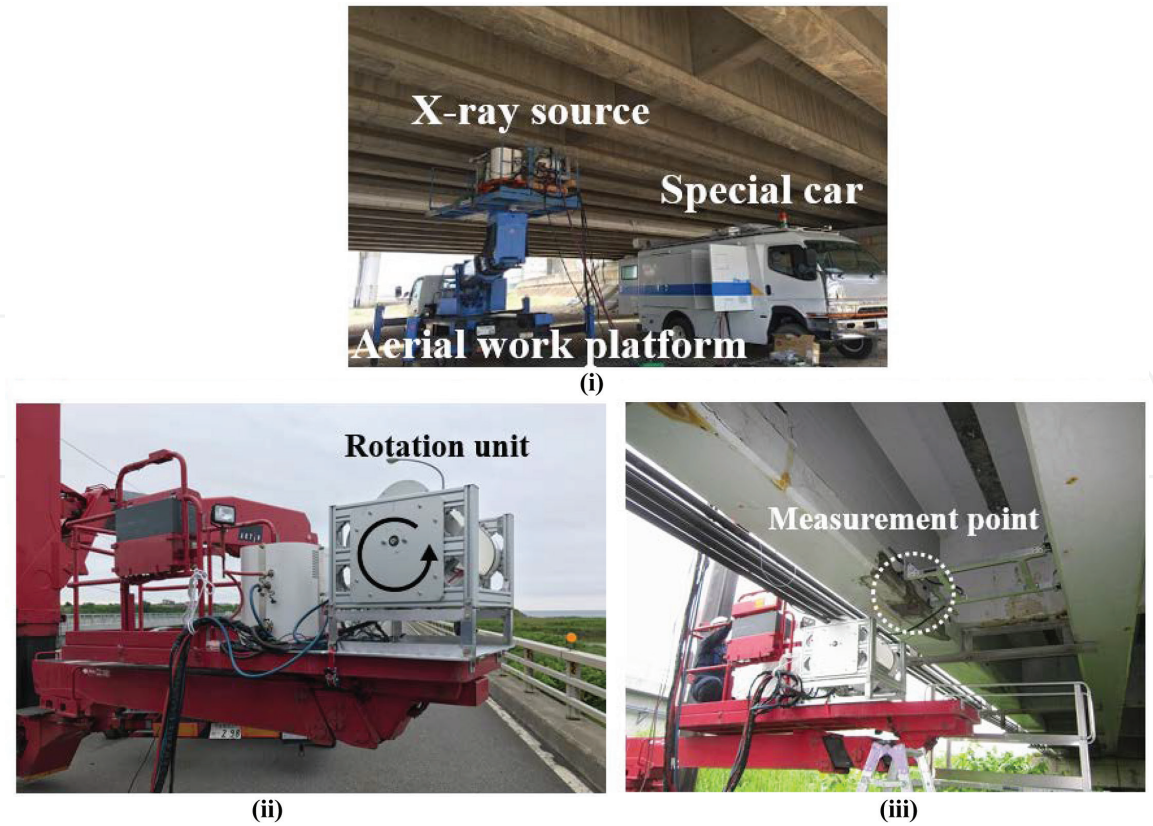 X-ray source
Special car
Aerial work platform
(i)
Rotation unit
(ii)
Measurement point
(iii)